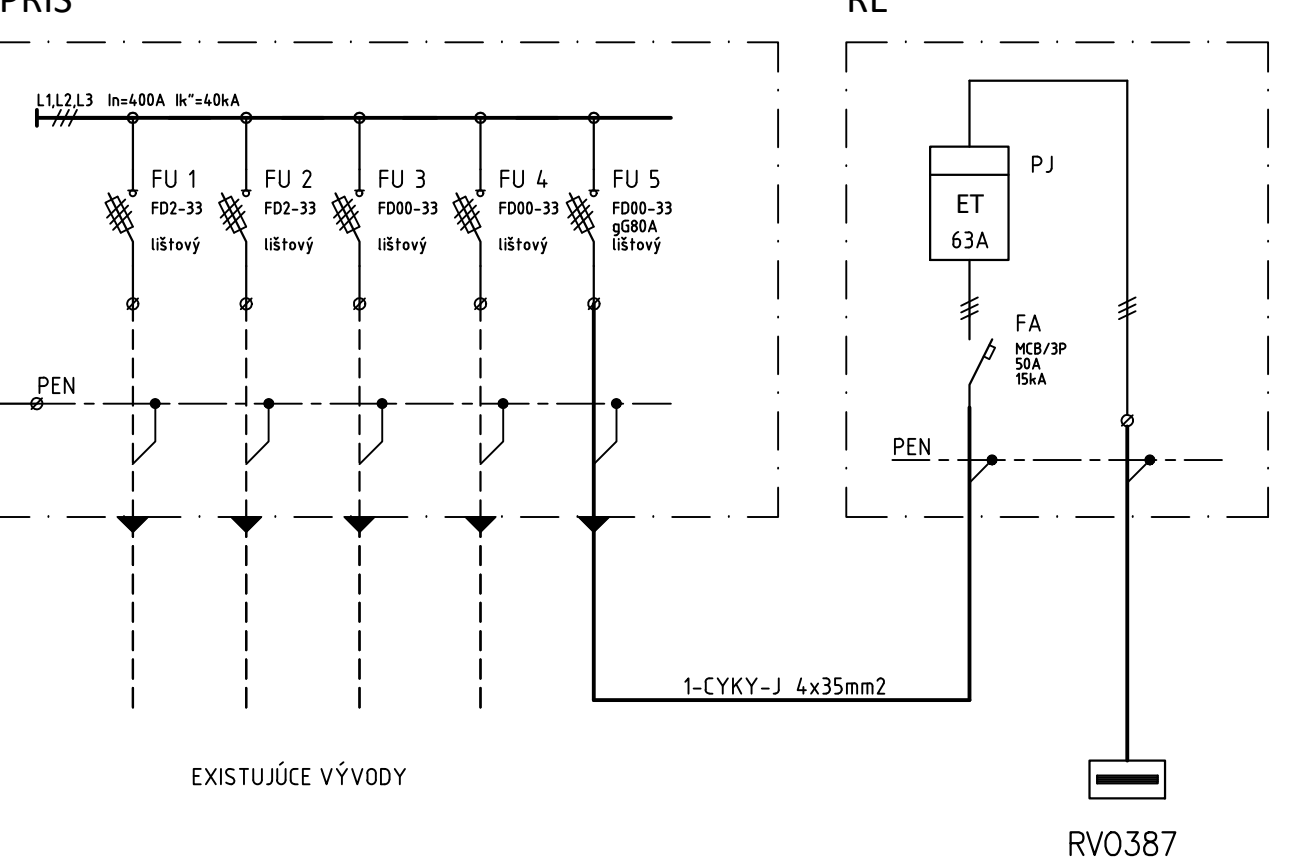 PRIS
RE
L1,L2,L3 In=400A Ik"=40kA
FU 1
FD2-33
lištový
FU 2
FD2-33
lištový
FU 3
FD00-33
lištový
FU 4
FD00-33
lištový
FU 5
FD00-33
gG80A
lištový
PEN
PJ
ET
63A
FA
MCB/3P
50A
15kA
PEN
1-CYKY-J 4x35mm2
EXISTUJÚCE VÝVODY
RVO387